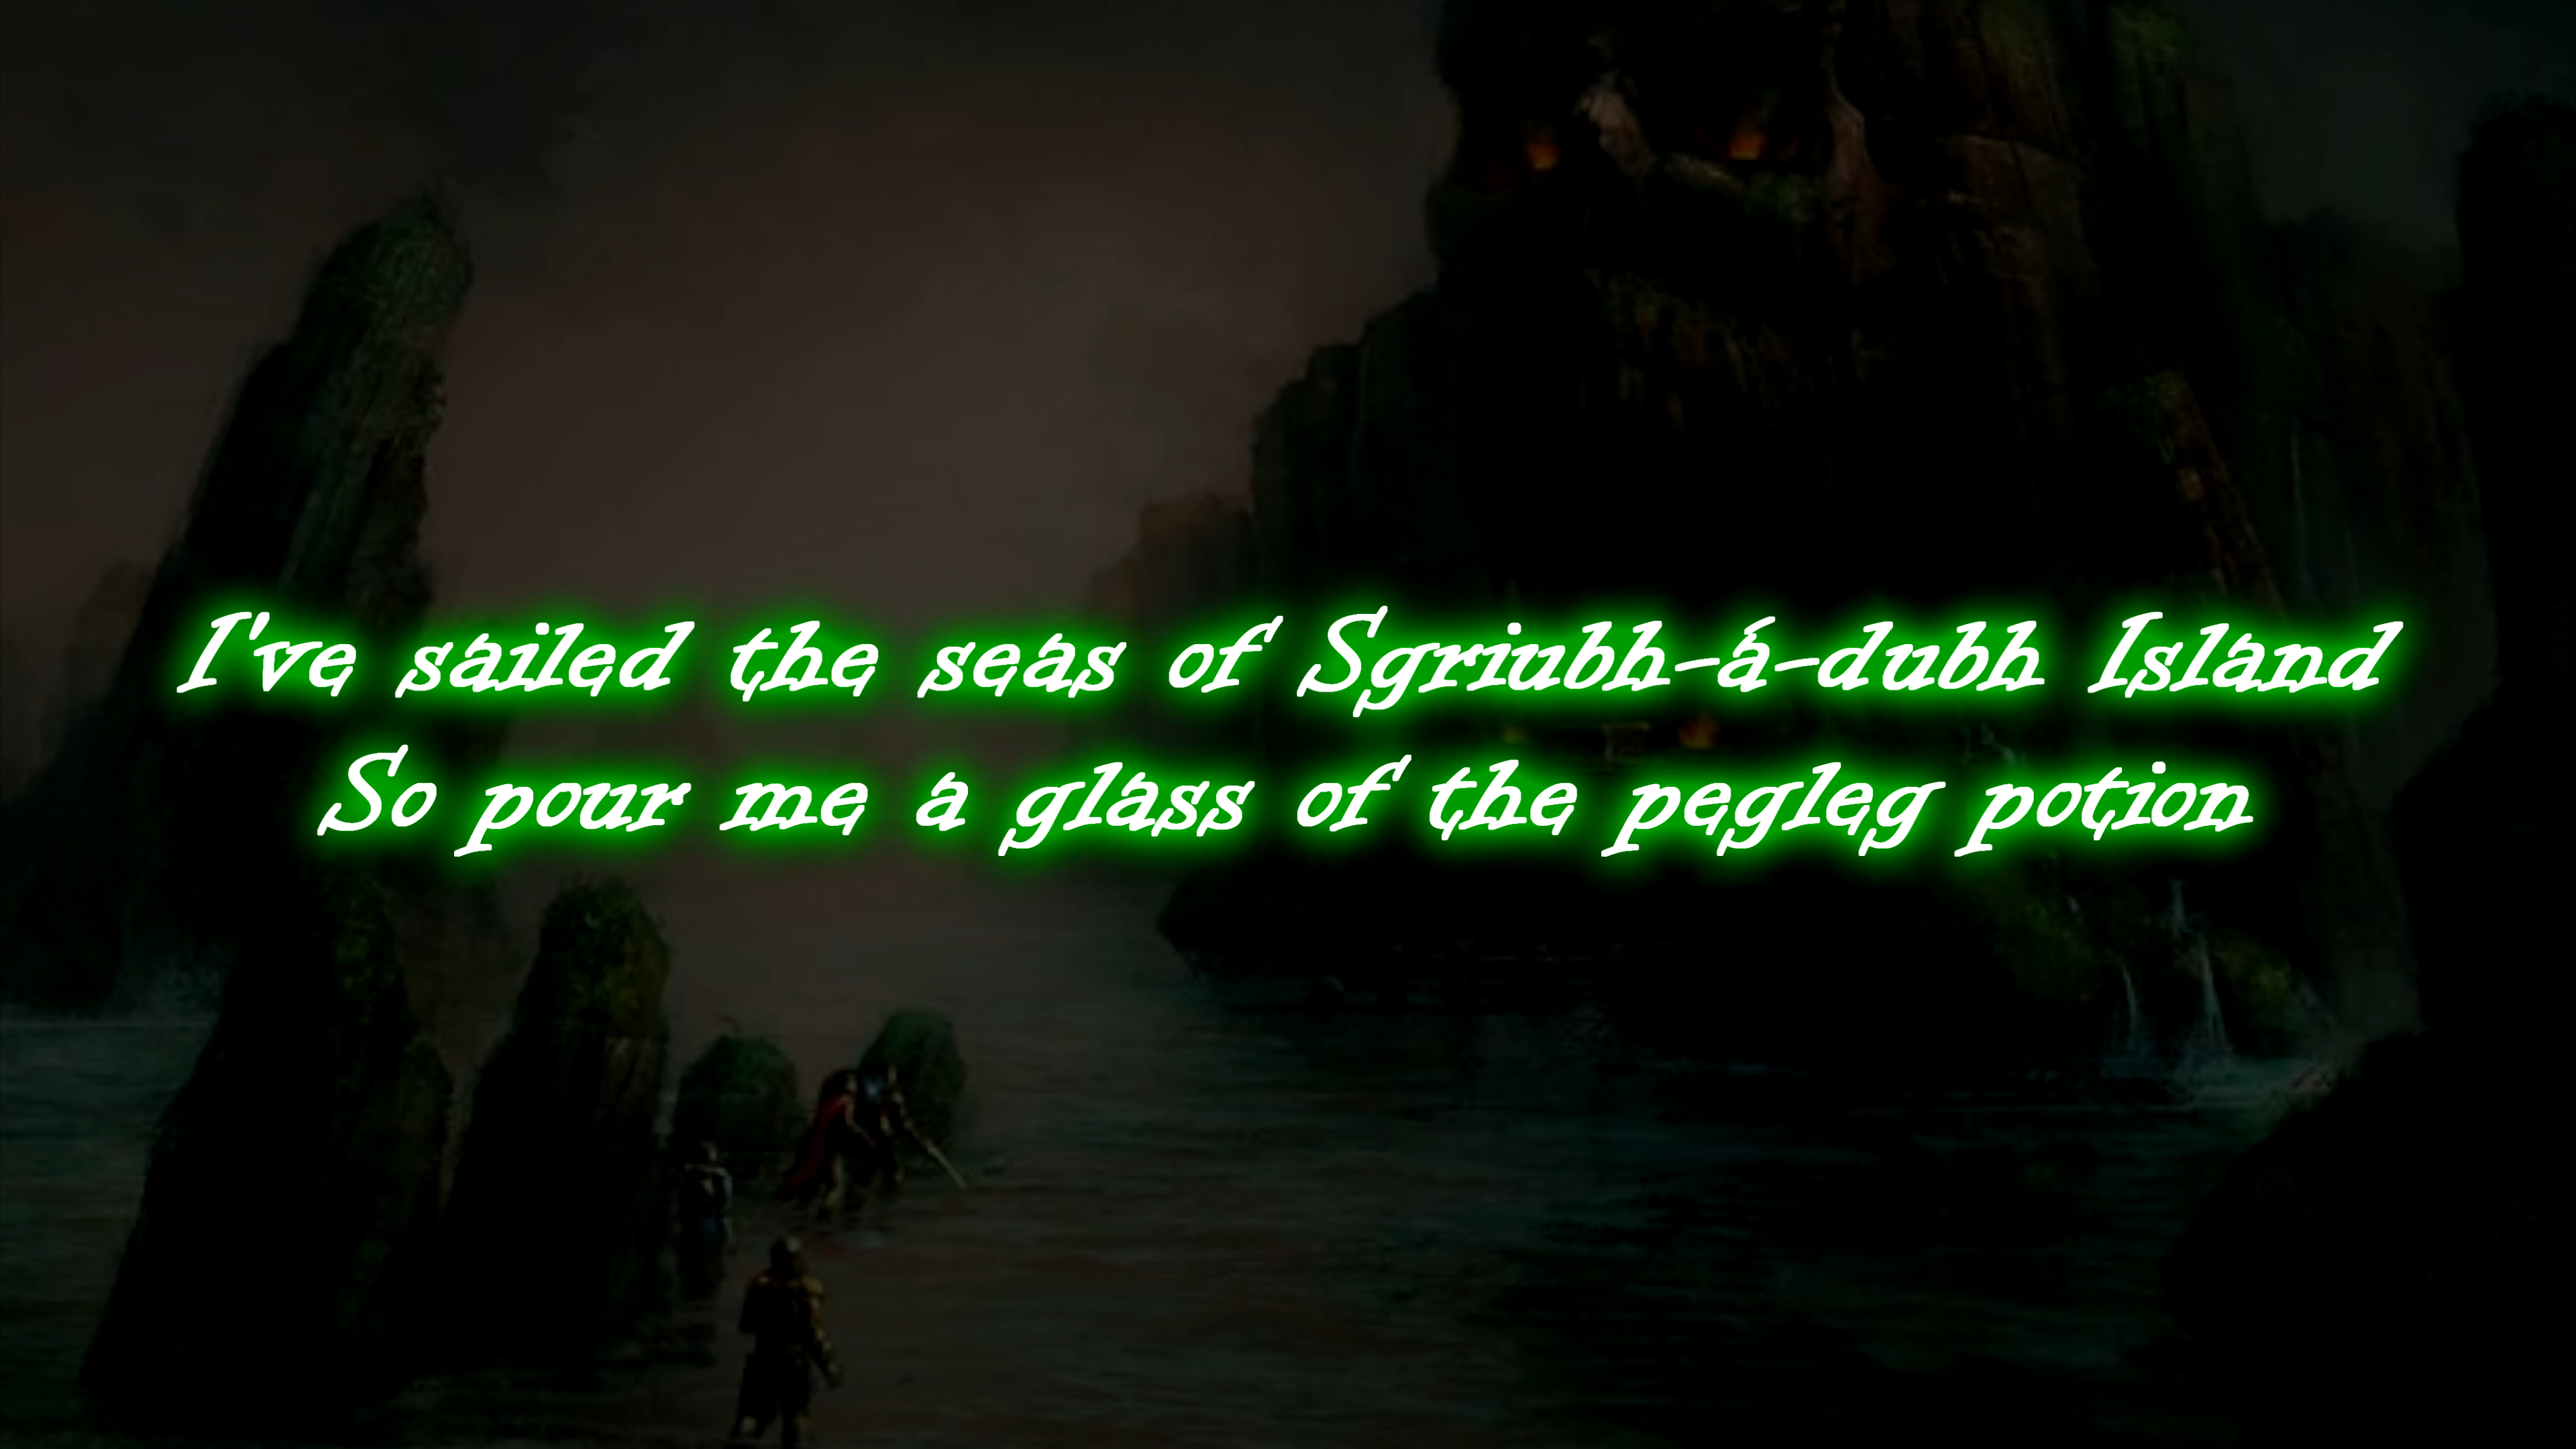 I've sailed the seas of Sgriubh-á-dubh Island
So pour me a glass of the pegleg potion